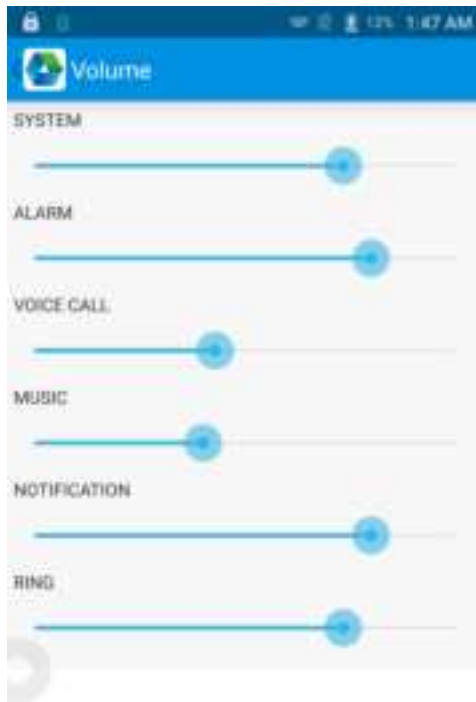 1:47 AM
Volume
SYSTEM
ALARM
VOICE CALL
MUSIC
NOTIFICATION
RING